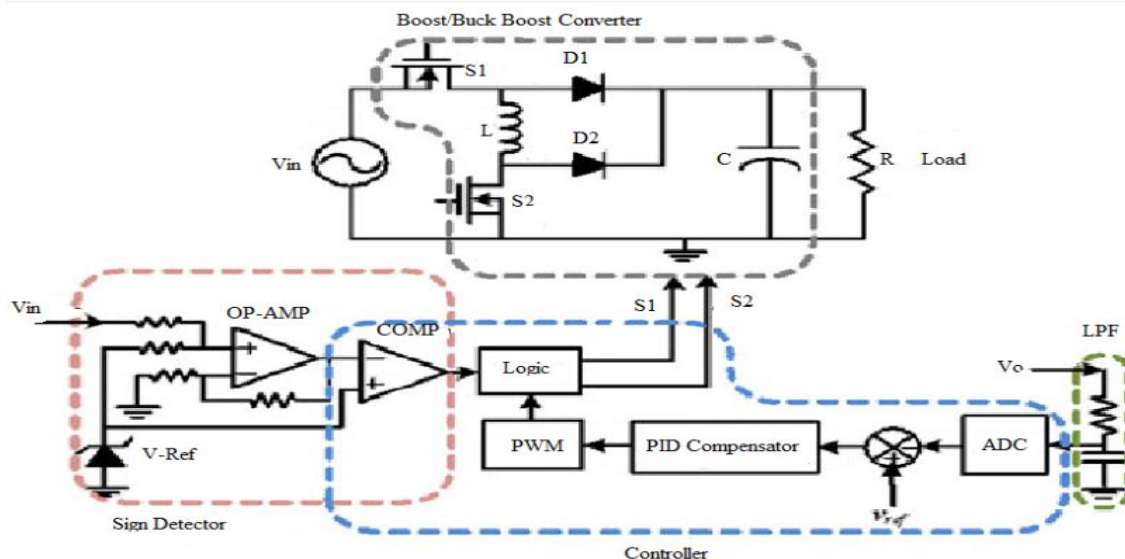 Boost/Buck Boost Converter
S1
D1
L
D2
Vin
C
R Load
S2
S1
S2
Vin
OP-AMP
COMP
LPF
Vo
Logic
V-Ref
PWM
PID Compensator
ADC
Vref
Sign Detector
Controller